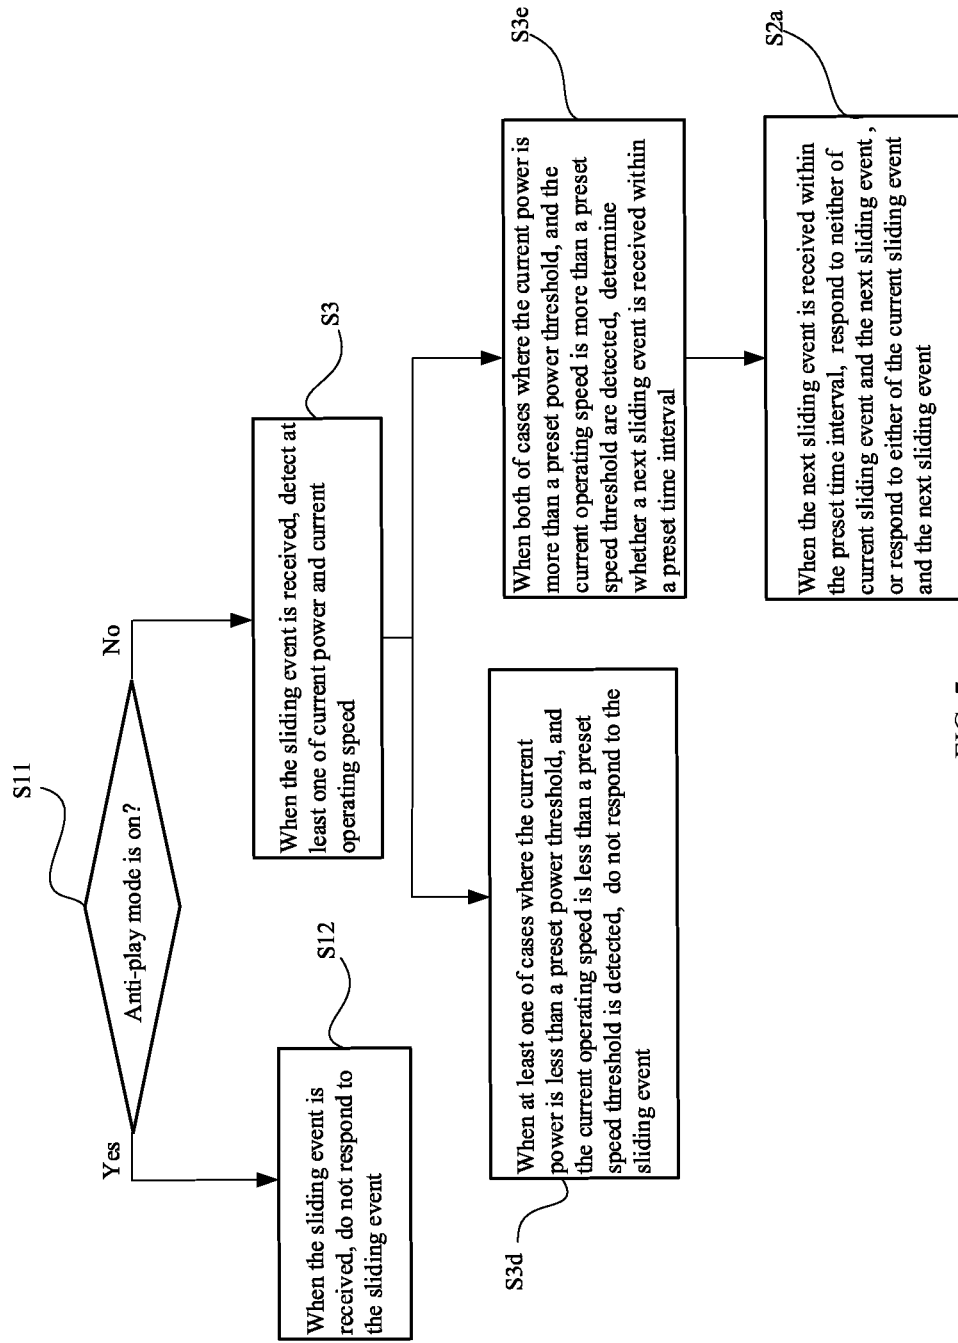 S11
Anti-play mode is on?
Yes
No
S12
When the sliding event is
received, do not respond to
the sliding event
S3
When the sliding event is received, detect at
least one of current power and current
operating speed
S3d
When at least one of cases where the current
power is less than a preset power threshold, and
the current operating speed is less than a preset
speed threshold is detected, do not respond to the
sliding event
S3e
When both of cases where the current power is
more than a preset power threshold, and the
current operating speed is more than a preset
speed threshold are detected, determine
whether a next sliding event is received within
a preset time interval
S2a
When the next sliding event is received within
the preset time interval, respond to neither of
current sliding event and the next sliding event ,
or respond to either of the current sliding event
and the next sliding event